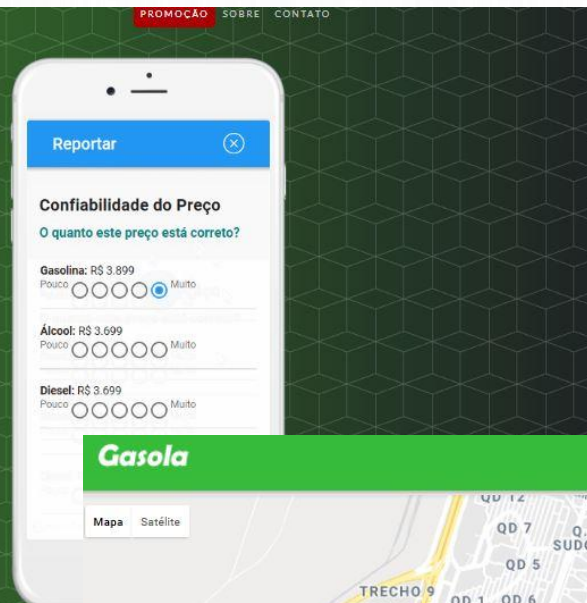 PROMOÇÃO SOBRE CONTATO
Reportar
Confiabilidade do Preço
O quanto este preço está correto?
Gasolina: R$ 3.899
Pouco Muito
Álcool: R$ 3.699
Pouco Muito
Diesel: R$ 3.699
Pouco Muito
Gasola
Mapa Satélite
QD 12
QD 7
QD 5
TRECHO 9
QD 1 QD 6